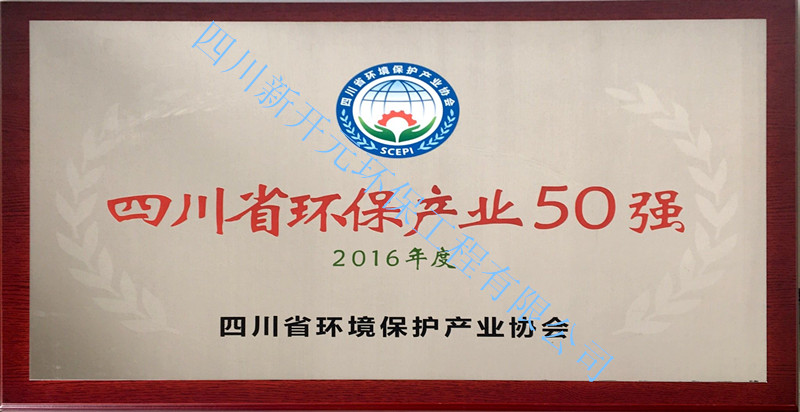 四川省环境保护产业协会
SCEPI
四川省环保产业50强
2016年度
四川省环境保护产业协会
四川新开元环保工程有限公司